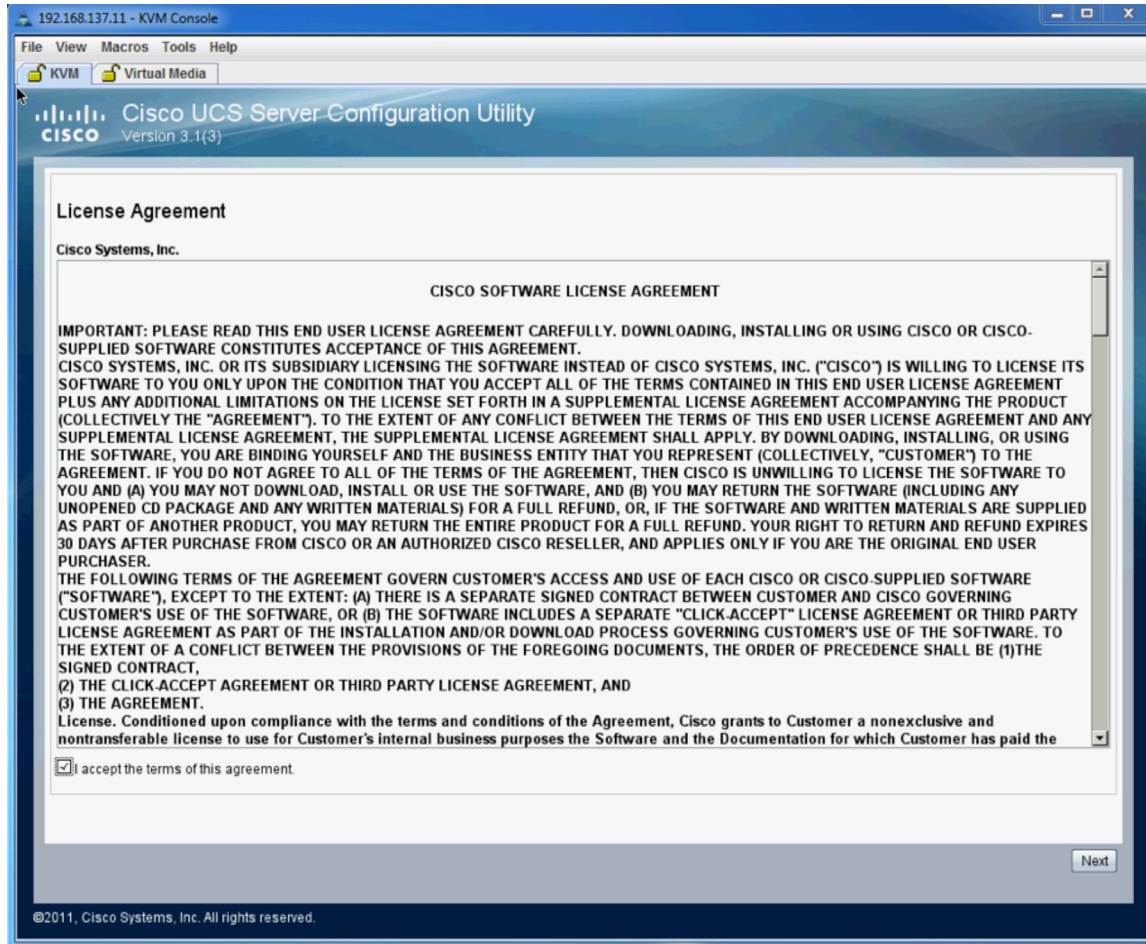 192.168.137.11 - KVM Console
File View Macros Tools Help
KVM Virtual Media
CISCO
Cisco UCS Server Configuration Utility
Version 3.1(3)
License Agreement
Cisco Systems, Inc.
CISCO SOFTWARE LICENSE AGREEMENT
IMPORTANT: PLEASE READ THIS END USER LICENSE AGREEMENT CAREFULLY. DOWNLOADING, INSTALLING OR USING CISCO OR CISCO-
SUPPLIED SOFTWARE CONSTITUTES ACCEPTANCE OF THIS AGREEMENT.
CISCO SYSTEMS, INC. OR ITS SUBSIDIARY LICENSING THE SOFTWARE INSTEAD OF CISCO SYSTEMS, INC. ("CISCO") IS WILLING TO LICENSE ITS
SOFTWARE TO YOU ONLY UPON THE CONDITION THAT YOU ACCEPT ALL OF THE TERMS CONTAINED IN THIS END USER LICENSE AGREEMENT
PLUS ANY ADDITIONAL LIMITATIONS ON THE LICENSE SET FORTH IN A SUPPLEMENTAL LICENSE AGREEMENT ACCOMPANYING THE PRODUCT
(COLLECTIVELY THE "AGREEMENT"). TO THE EXTENT OF ANY CONFLICT BETWEEN THE TERMS OF THIS END USER LICENSE AGREEMENT AND ANY
SUPPLEMENTAL LICENSE AGREEMENT, THE SUPPLEMENTAL LICENSE AGREEMENT SHALL APPLY. BY DOWNLOADING, INSTALLING, OR USING
THE SOFTWARE, YOU ARE BINDING YOURSELF AND THE BUSINESS ENTITY THAT YOU REPRESENT (COLLECTIVELY, "CUSTOMER") TO THE
AGREEMENT. IF YOU DO NOT AGREE TO ALL OF THE TERMS OF THE AGREEMENT, THEN CISCO IS UNWILLING TO LICENSE THE SOFTWARE TO
YOU AND (A) YOU MAY NOT DOWNLOAD, INSTALL OR USE THE SOFTWARE, AND (B) YOU MAY RETURN THE SOFTWARE (INCLUDING ANY
UNOPENED CD PACKAGE AND ANY WRITTEN MATERIALS) FOR A FULL REFUND, OR, IF THE SOFTWARE AND WRITTEN MATERIALS ARE SUPPLIED
AS PART OF ANOTHER PRODUCT, YOU MAY RETURN THE ENTIRE PRODUCT FOR A FULL REFUND. YOUR RIGHT TO RETURN AND REFUND EXPIRES
30 DAYS AFTER PURCHASE FROM CISCO OR AN AUTHORIZED CISCO RESELLER, AND APPLIES ONLY IF YOU ARE THE ORIGINAL END USER
PURCHASER.
THE FOLLOWING TERMS OF THE AGREEMENT GOVERN CUSTOMER'S ACCESS AND USE OF EACH CISCO OR CISCO-SUPPLIED SOFTWARE
("SOFTWARE"), EXCEPT TO THE EXTENT: (A) THERE IS A SEPARATE SIGNED CONTRACT BETWEEN CUSTOMER AND CISCO GOVERNING
CUSTOMER'S USE OF THE SOFTWARE, OR (B) THE SOFTWARE INCLUDES A SEPARATE "CLICK-ACCEPT" LICENSE AGREEMENT OR THIRD PARTY
LICENSE AGREEMENT AS PART OF THE INSTALLATION AND/OR DOWNLOAD PROCESS GOVERNING CUSTOMER'S USE OF THE SOFTWARE. TO
THE EXTENT OF A CONFLICT BETWEEN THE PROVISIONS OF THE FOREGOING DOCUMENTS, THE ORDER OF PRECEDENCE SHALL BE (1)THE
SIGNED CONTRACT,
(2) THE CLICK-ACCEPT AGREEMENT OR THIRD PARTY LICENSE AGREEMENT, AND
(3) THE AGREEMENT.
License. Conditioned upon compliance with the terms and conditions of the Agreement, Cisco grants to Customer a nonexclusive and
nontransferable license to use for Customer's internal business purposes the Software and the Documentation for which Customer has paid the
I accept the terms of this agreement.
Next
©2011, Cisco Systems, Inc. All rights reserved.